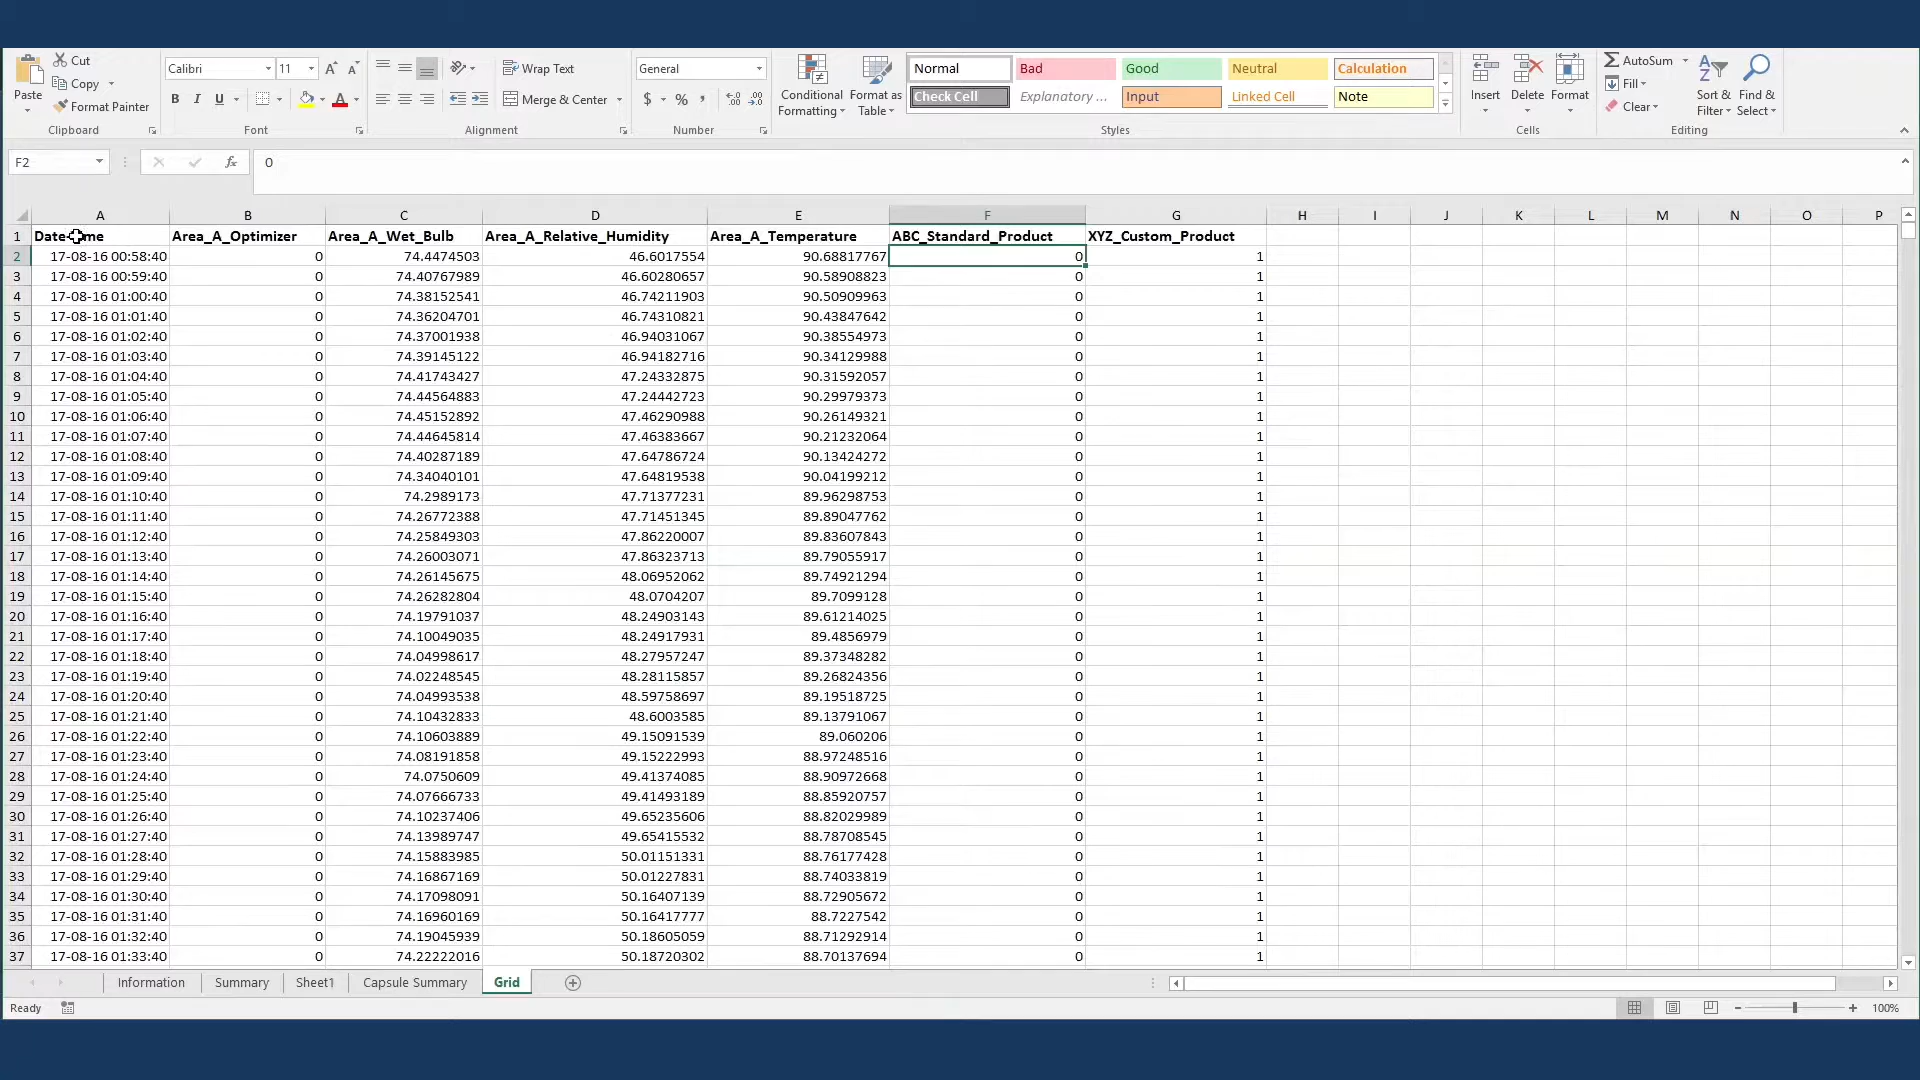 Cut
Copy
Format Painter
Paste
Clipboard
Calibri 11
B I U
Font
Wrap Text
Merge & Center
Alignment
General
$ % ,
Number
Conditional Formatting
Format as Table
Normal Bad Good Neutral Calculation
Check Cell Explanatory ... Input Linked Cell Note
Styles
Insert Delete Format
Cells
AutoSum
Fill
Clear
Sort & Filter
Find & Select
Editing
F2 fx 0
A B C D E F G H I J K L M N O P
1 Date me Area_A_Optimizer Area_A_Wet_Bulb Area_A_Relative_Humidity Area_A_Temperature ABC_Standard_Product XYZ_Custom_Product
2 17-08-16 00:58:40 0 74.4474503 46.6017554 90.68817767 0 1
3 17-08-16 00:59:40 0 74.40767989 46.60280657 90.58908823 0 1
4 17-08-16 01:00:40 0 74.38152541 46.74211903 90.50909963 0 1
5 17-08-16 01:01:40 0 74.36204701 46.74310821 90.43847642 0 1
6 17-08-16 01:02:40 0 74.37001938 46.94031067 90.38554973 0 1
7 17-08-16 01:03:40 0 74.39145122 46.94182716 90.34129988 0 1
8 17-08-16 01:04:40 0 74.41743427 47.24332875 90.31592057 0 1
9 17-08-16 01:05:40 0 74.44564883 47.24442723 90.29979373 0 1
10 17-08-16 01:06:40 0 74.45152892 47.46290988 90.26149321 0 1
11 17-08-16 01:07:40 0 74.44645814 47.46383667 90.21232064 0 1
12 17-08-16 01:08:40 0 74.40287189 47.64786724 90.13424272 0 1
13 17-08-16 01:09:40 0 74.34040101 47.64819538 90.04199212 0 1
14 17-08-16 01:10:40 0 74.2989173 47.71377231 89.96298753 0 1
15 17-08-16 01:11:40 0 74.26772388 47.71451345 89.89047762 0 1
16 17-08-16 01:12:40 0 74.25849303 47.86220007 89.83607843 0 1
17 17-08-16 01:13:40 0 74.26003071 47.86323713 89.79055917 0 1
18 17-08-16 01:14:40 0 74.26145675 48.06952062 89.74921294 0 1
19 17-08-16 01:15:40 0 74.26282804 48.0704207 89.7099128 0 1
20 17-08-16 01:16:40 0 74.19791037 48.24903143 89.61214025 0 1
21 17-08-16 01:17:40 0 74.10049035 48.24917931 89.4856979 0 1
22 17-08-16 01:18:40 0 74.04998617 48.27957247 89.37348282 0 1
23 17-08-16 01:19:40 0 74.02248545 48.28115857 89.26824356 0 1
24 17-08-16 01:20:40 0 74.04993538 48.59758697 89.19518725 0 1
25 17-08-16 01:21:40 0 74.10432833 48.6003585 89.13791067 0 1
26 17-08-16 01:22:40 0 74.10603889 49.15091539 89.060206 0 1
27 17-08-16 01:23:40 0 74.08191858 49.15222993 88.97248516 0 1
28 17-08-16 01:24:40 0 74.0750609 49.41374085 88.90972668 0 1
29 17-08-16 01:25:40 0 74.07666733 49.41493189 88.85920757 0 1
30 17-08-16 01:26:40 0 74.10237406 49.65235606 88.82029989 0 1
31 17-08-16 01:27:40 0 74.13989747 49.65415532 88.78708545 0 1
32 17-08-16 01:28:40 0 74.15883985 50.01151331 88.76177428 0 1
33 17-08-16 01:29:40 0 74.16867169 50.01227831 88.74033819 0 1
34 17-08-16 01:30:40 0 74.17098091 50.16407139 88.72905672 0 1
35 17-08-16 01:31:40 0 74.16960169 50.16417777 88.7227542 0 1
36 17-08-16 01:32:40 0 74.19045939 50.18605059 88.71292914 0 1
37 17-08-16 01:33:40 0 74.22222016 50.18720302 88.70137694 0 1
Information Summary Sheet1 Capsule Summary Grid
Ready 100%